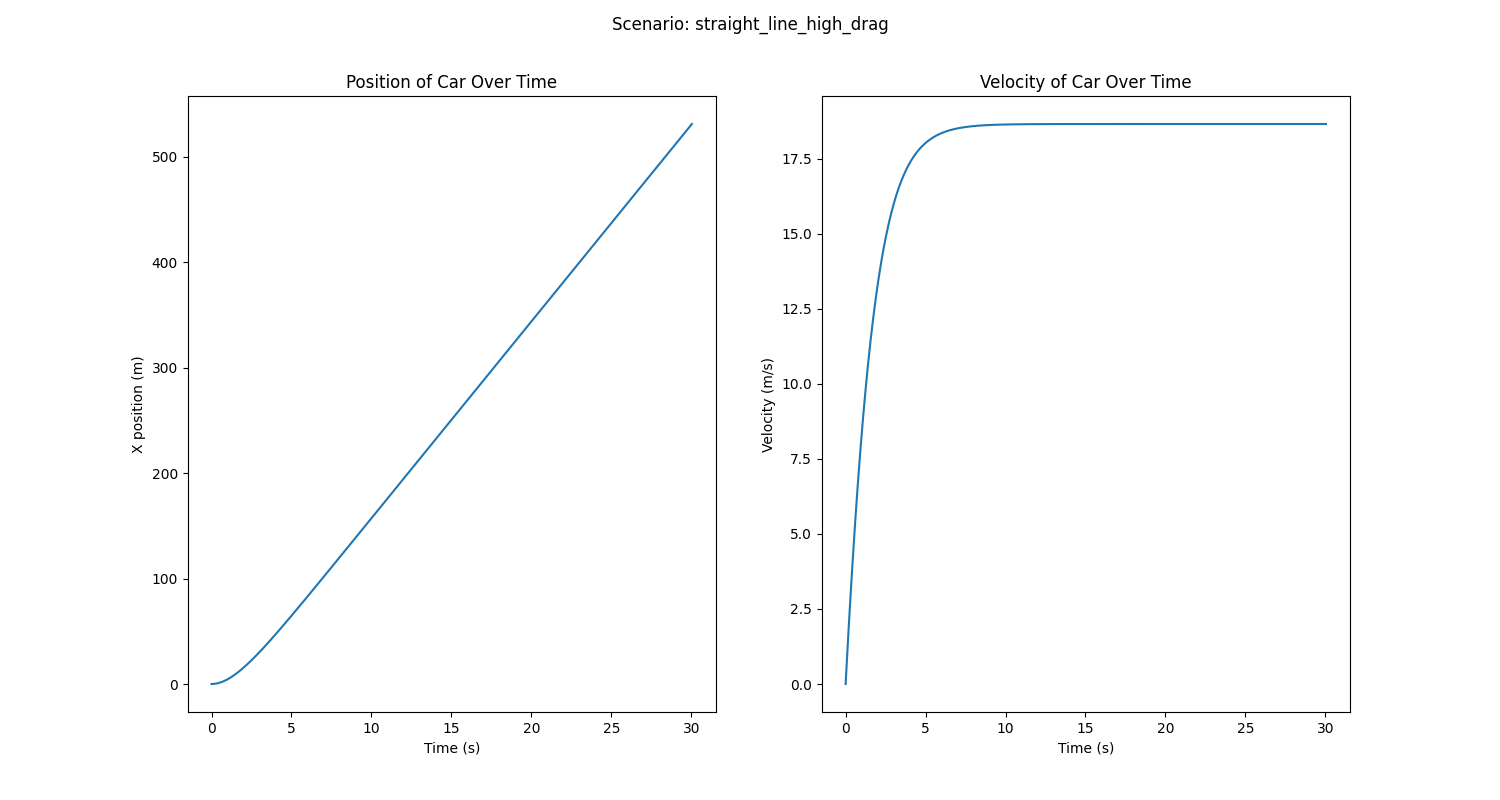 Scenario: straight_line_high_drag
Position of Car Over Time
500
400
300
200
100
0
X position (m)
0 5 10 15 20 25 30
Time (s)
Velocity of Car Over Time
17.5
15.0
12.5
10.0
7.5
5.0
2.5
0.0
Velocity (m/s)
0 5 10 15 20 25 30
Time (s)